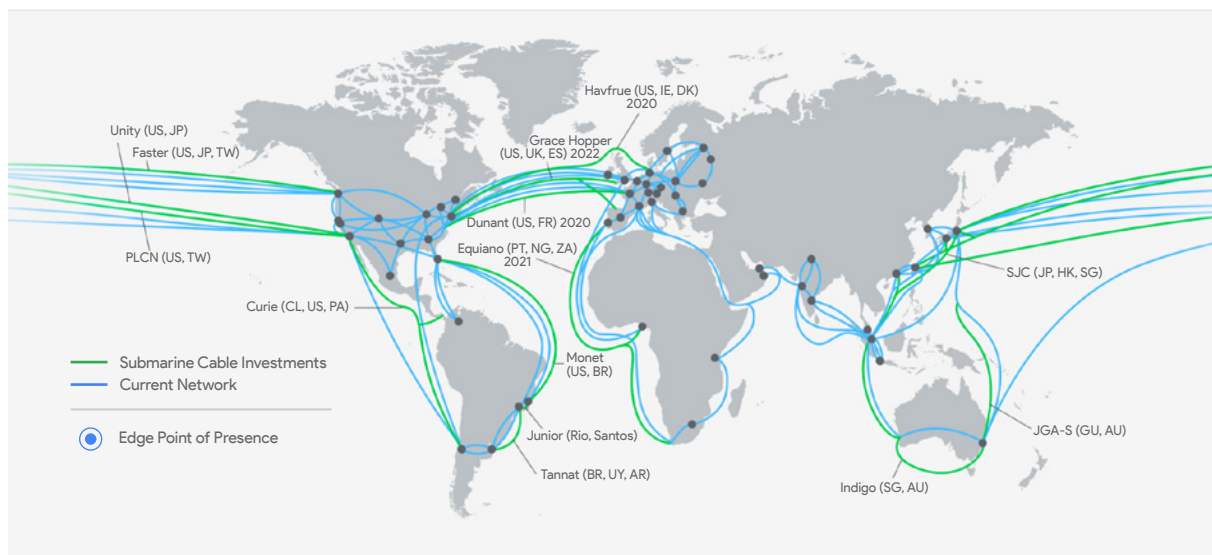 Havfrue (US, IE, DK)
2020
Unity (US, JP)
Faster (US, JP, TW)
Grace Hopper
(US, UK, ES) 2022
Dunant (US, FR) 2020
Equiano (PT, NG, ZA)
2021
PLCN (US, TW)
SJC (JP, HK, SG)
Curie (CL, US, PA)
Submarine Cable Investments
Current Network
Monet
(US, BR)
Edge Point of Presence
Junior (Rio, Santos)
JGA-S (GU, AU)
Tannat (BR, UY, AR)
Indigo (SG, AU)